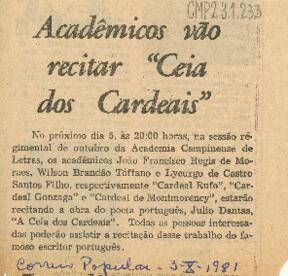 CMP 2.3.1.233
Acadêmicos vão
recitar "Ceia
dos Cardeais"
No próximo dia 5, às 20:00 horas, na sessão re-
gimental de outubro da Academia Campinense de
Letras, os acadêmicos João Francisco Regis de Mo-
raes, Wilson Brandão Tóffano e Lycurgo de Castro
Santos Filho, respectivamente "Cardeal Rufo", "Car-
deal Gonzaga" e "Cardeal de Montmorency", estarão
recitando a obra do poeta português, Julio Dantas,
"A Ceia dos Cardeais". Todas as pessoas interessa-
das poderão assistir a recitação desse trabalho do fa-
moso escritor português.
Correio Popular - 3-X-1981